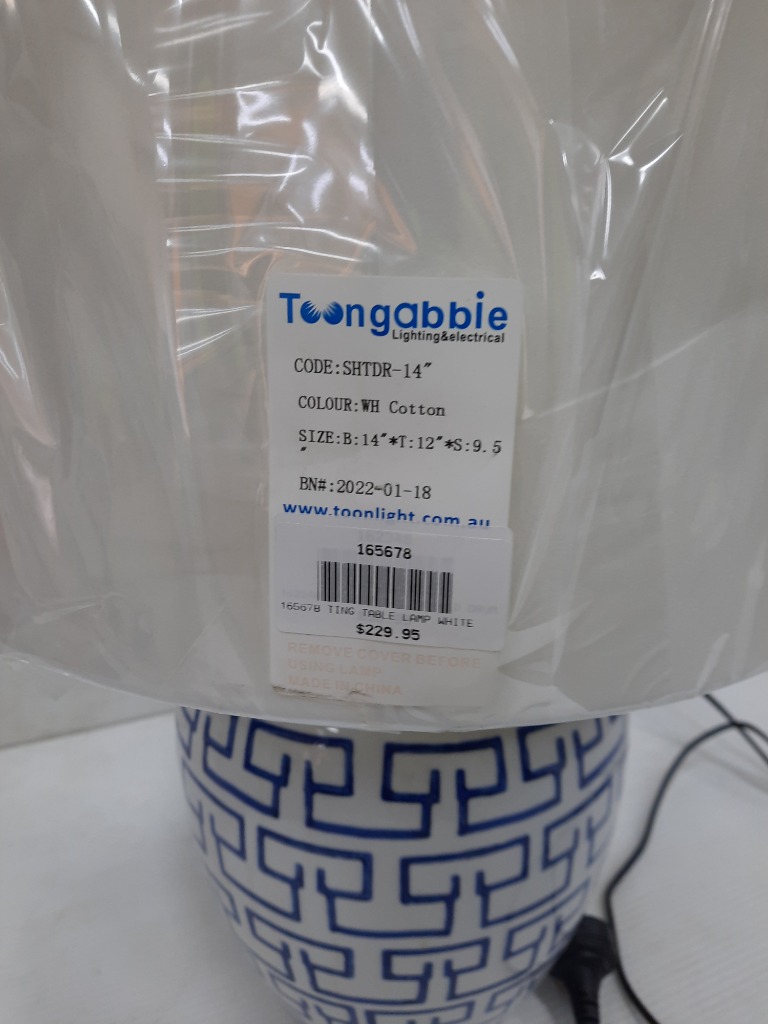 Toongabbie
Lighting&electrical
CODE:SHTDR-14"
COLOUR:WH Cotton
SIZE:B:14"*T:12"*S:9.5
"
BN#:2022-01-18
www.toonlight.com.au
165678
165678 TING TABLE LAMP WHITE
$229.95
REMOVE COVER BEFORE
USING LAMP
MADE IN CHINA